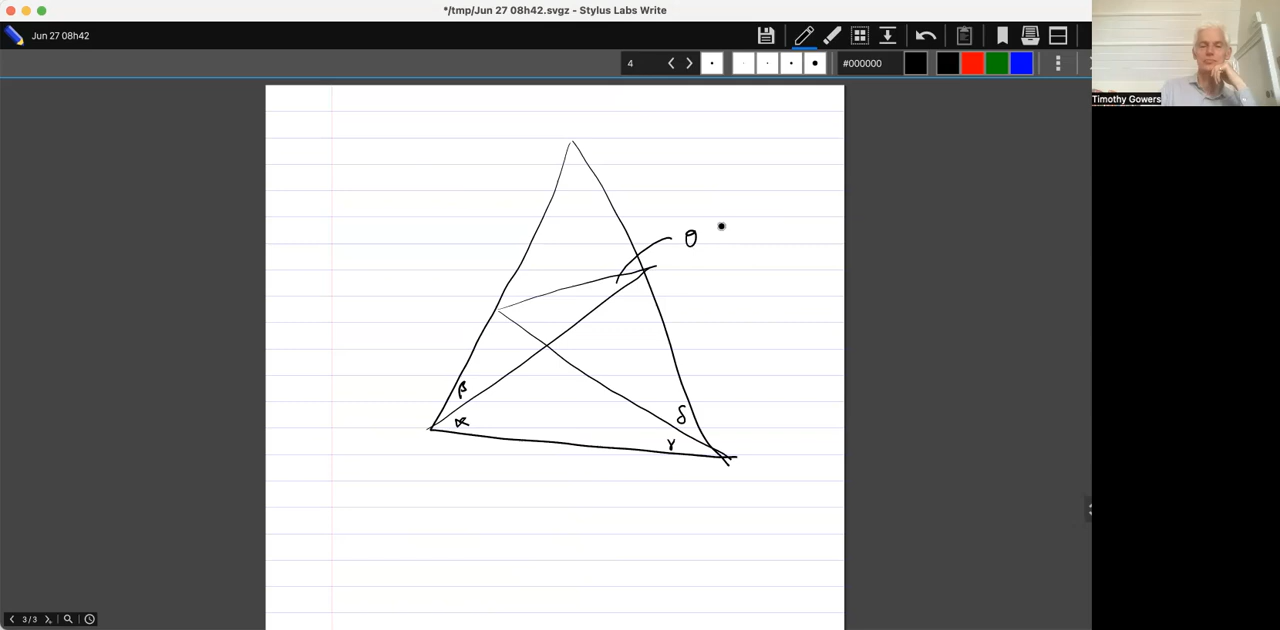 */tmp/Jun 27 08h42.svgz - Stylus Labs Write
Jun 27 08h42
4
#000000
Timothy Gowers
θ
β
α
δ
γ
3/3